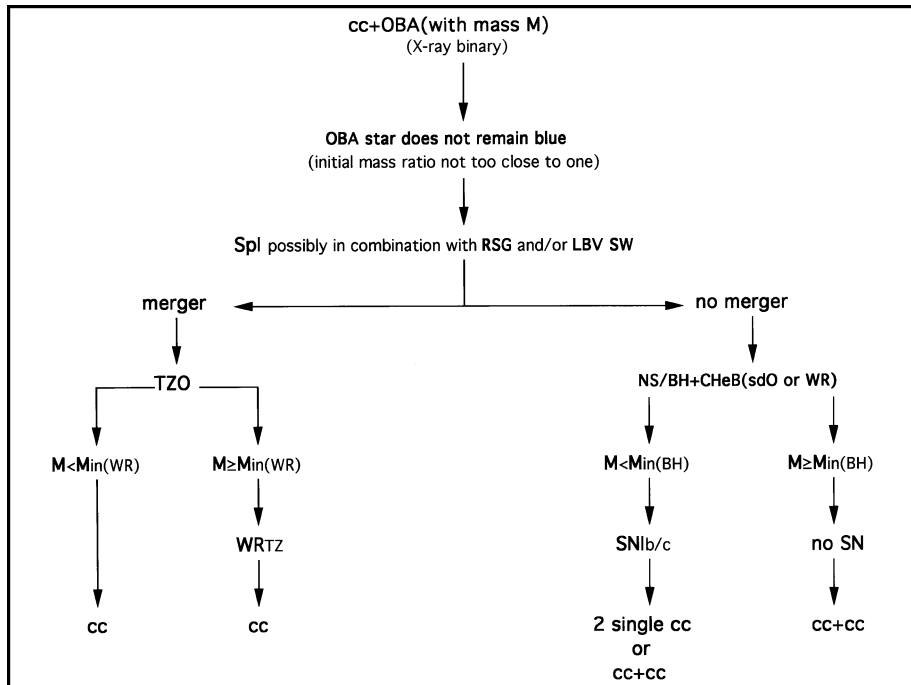 cc+OBA(with mass M)
(X-ray binary)
OBA star does not remain blue
(initial mass ratio not too close to one)
SpI possibly in combination with RSG and/or LBV SW
merger
no merger
TZO
NS/BH+CHeB(sdO or WR)
M<Min(WR)
M≥Min(WR)
M<Min(BH)
M≥Min(BH)
WRTZ
SNIb/c
no SN
cc
cc
2 single cc
or
cc+cc
cc+cc